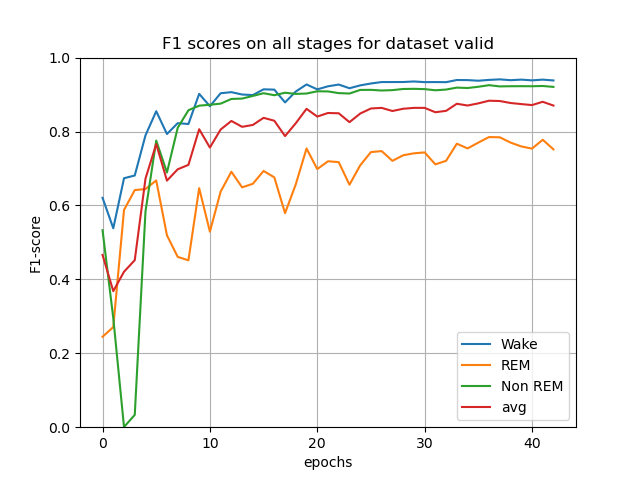 F1 scores on all stages for dataset valid
1.0
0.8
0.6
0.4
0.2
0.0
F1-score
0 10 20 30 40
epochs
Wake
REM
Non REM
avg